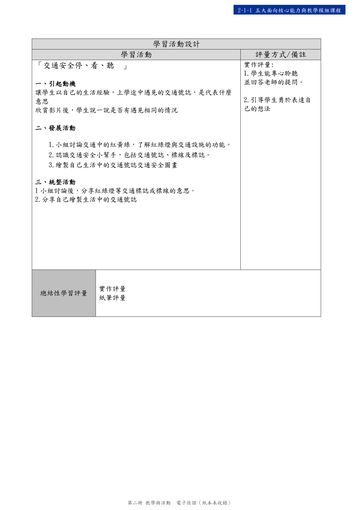 2-1-1 五大面向核心能力與教學模組課程
學習活動設計
學習活動
評量方式/備註
「交通安全停、看、聽 」
一、引起動機
讓學生以自己的生活經驗，上學途中遇見的交通號誌，是代表什麼
意思
欣賞影片後，學生說一說是否有遇見相同的情況
二、發展活動
1.小組討論交通中的紅黃綠，了解紅綠燈與交通設施的功能。
2.認識交通安全小幫手，包括交通號誌、標線及標誌。
3.繪製自己生活中的交通號誌交通安全圖畫
三、統整活動
1 小組討論後，分享紅綠燈等交通標誌或標線的意思。
2.分享自己繪製生活中的交通號誌
實作評量:
1.學生能專心聆聽
並回答老師的提問。
2.引導學生勇於表達自
己的想法
總結性學習評量
實作評量
紙筆評量